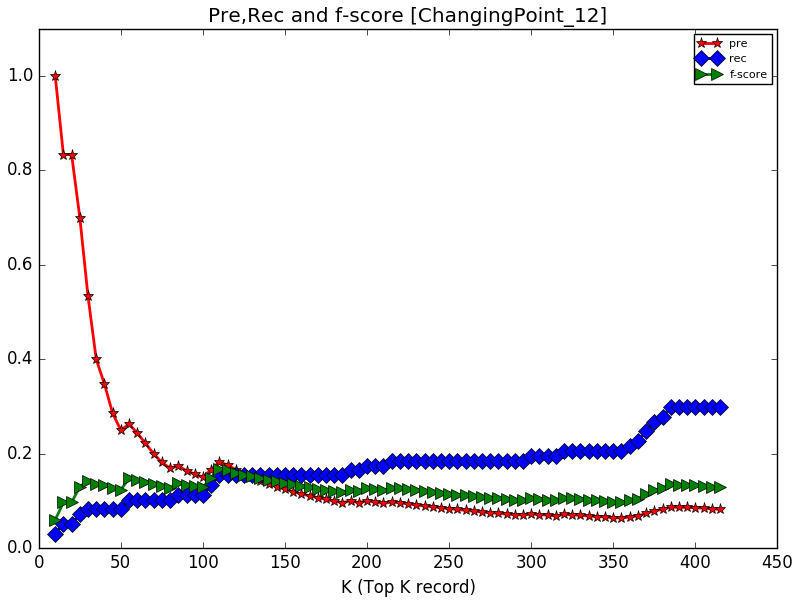 Pre,Rec and f-score [ChangingPoint_12]
pre
rec
f-score
1.0
0.8
0.6
0.4
0.2
0.0
0 50 100 150 200 250 300 350 400 450
K (Top K record)